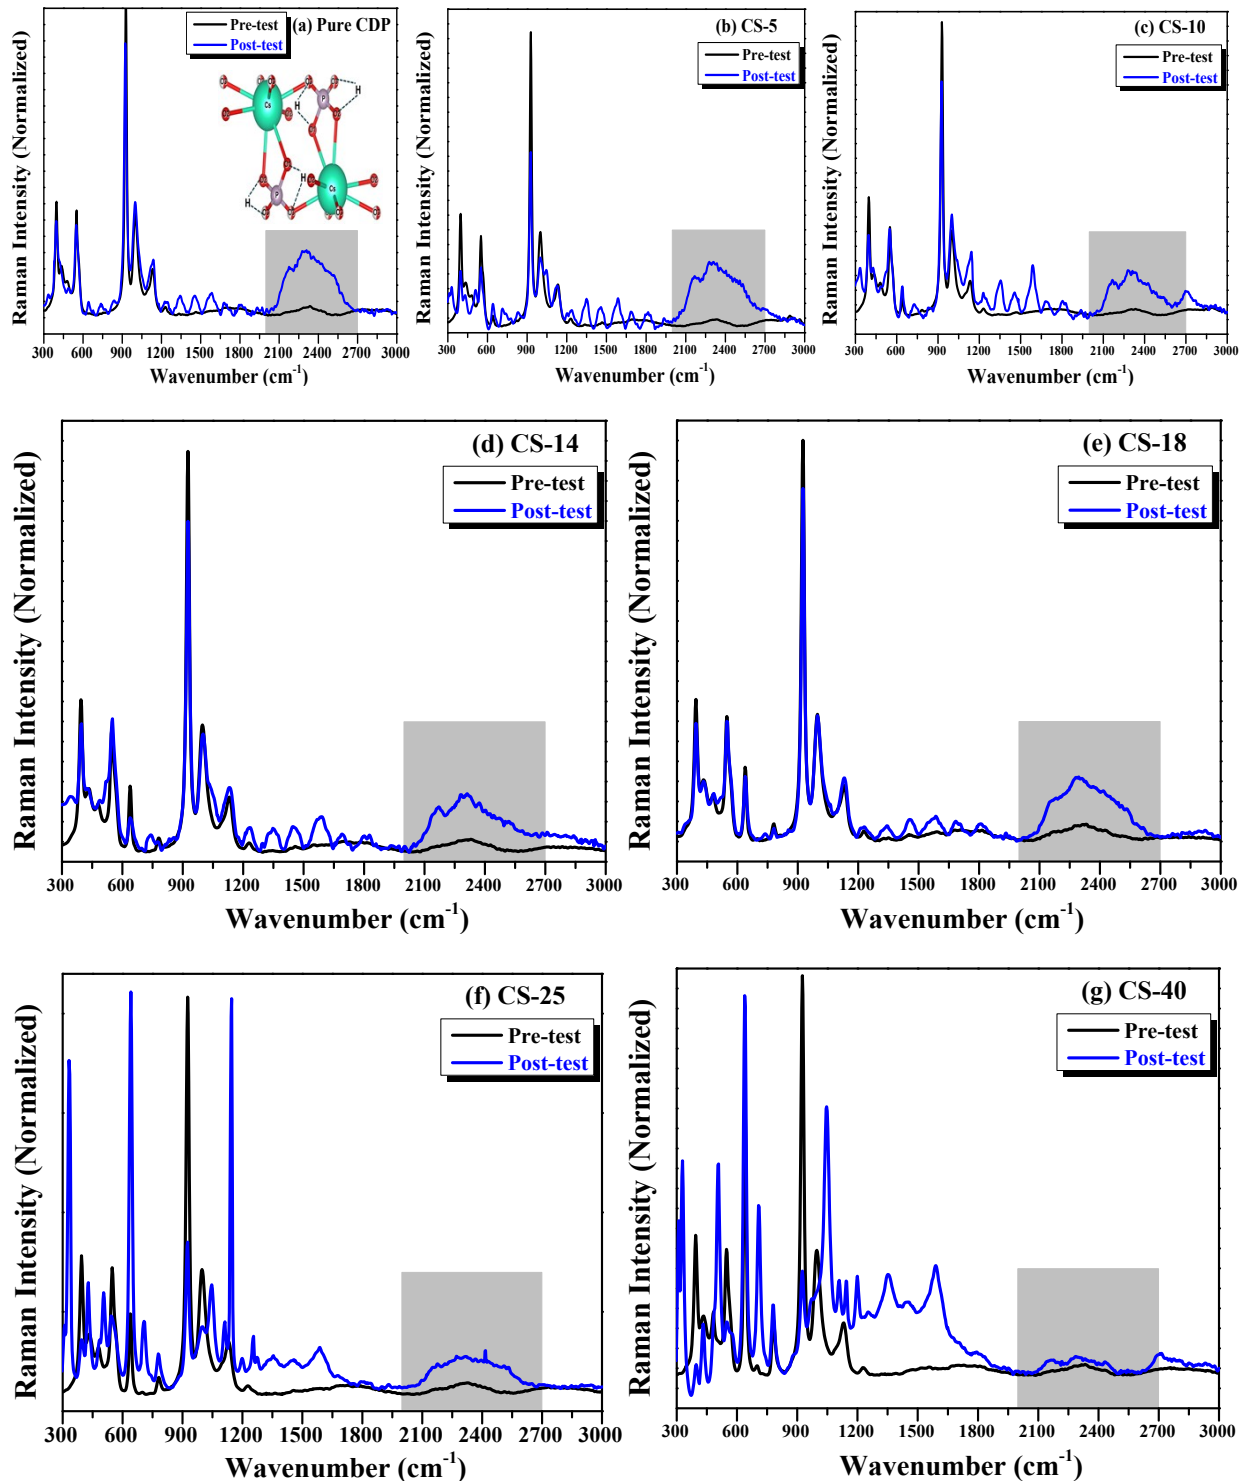 (a) Pure CDP
Pre-test
Post-test
Cs
P
H
H
H
H
P
Cs
Raman Intensity (Normalized)
300 600 900 1200 1500 1800 2100 2400 2700 3000
Wavenumber (cm-1)
(b) CS-5
Pre-test
Post-test
Raman Intensity (Normalized)
300 600 900 1200 1500 1800 2100 2400 2700 3000
Wavenumber (cm-1)
(c) CS-10
Pre-test
Post-test
Raman Intensity (Normalized)
300 600 900 1200 1500 1800 2100 2400 2700 3000
Wavenumber (cm-1)
(d) CS-14
Pre-test
Post-test
Raman Intensity (Normalized)
300 600 900 1200 1500 1800 2100 2400 2700 3000
Wavenumber (cm-1)
(e) CS-18
Pre-test
Post-test
Raman Intensity (Normalized)
300 600 900 1200 1500 1800 2100 2400 2700 3000
Wavenumber (cm-1)
(f) CS-25
Pre-test
Post-test
Raman Intensity (Normalized)
300 600 900 1200 1500 1800 2100 2400 2700 3000
Wavenumber (cm-1)
(g) CS-40
Pre-test
Post-test
Raman Intensity (Normalized)
300 600 900 1200 1500 1800 2100 2400 2700 3000
Wavenumber (cm-1)